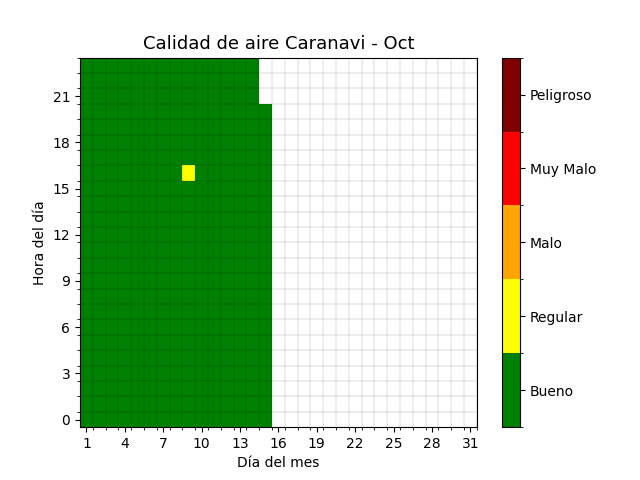 Calidad de aire Caranavi - Oct
Hora del día
21
18
15
12
9
6
3
0
1 4 7 10 13 16 19 22 25 28 31
Día del mes
Peligroso
Muy Malo
Malo
Regular
Bueno